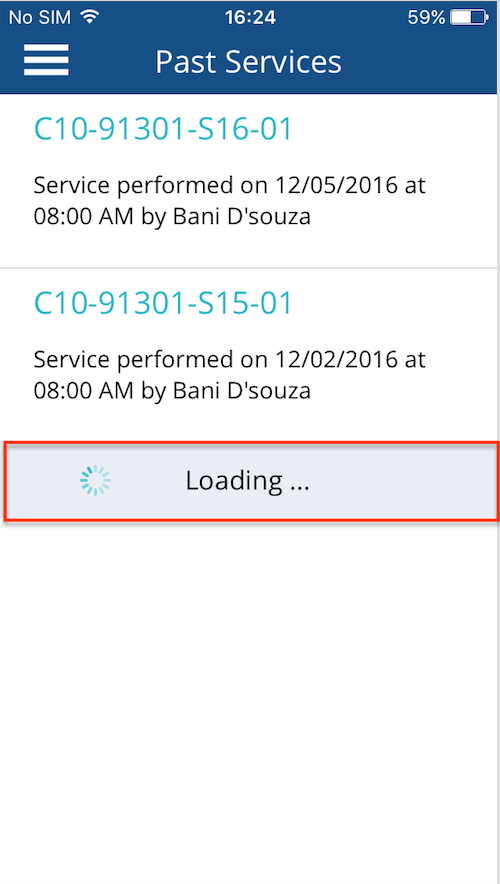 No SIM 16:24 59%
Past Services
C10-91301-S16-01
Service performed on 12/05/2016 at
08:00 AM by Bani D'souza
C10-91301-S15-01
Service performed on 12/02/2016 at
08:00 AM by Bani D'souza
Loading ...